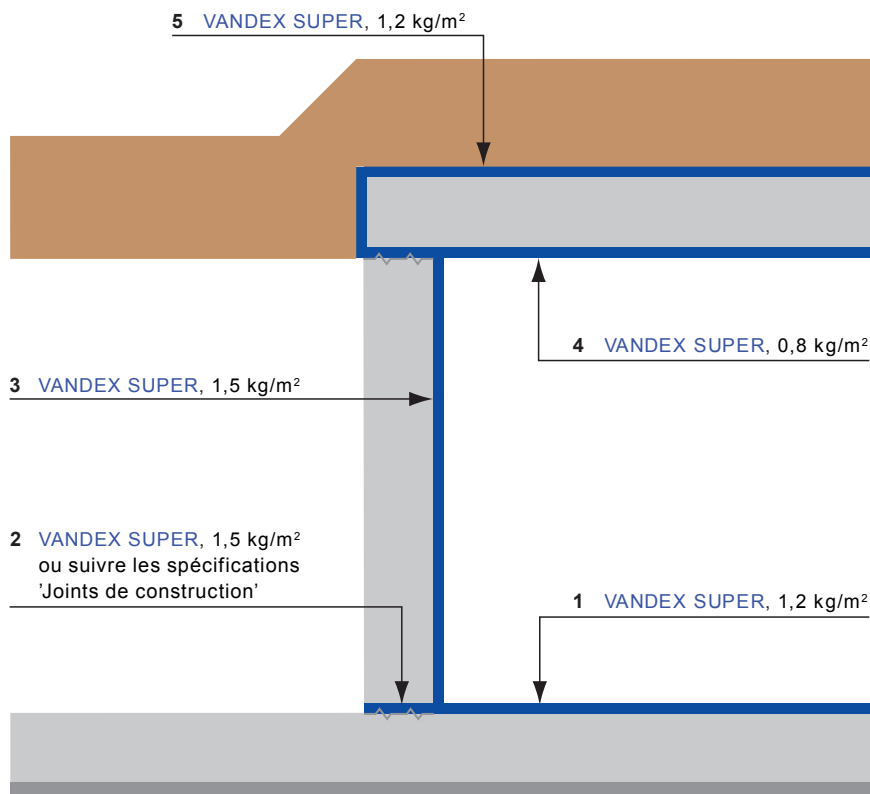 5 VANDEX SUPER, 1,2 kg/m²
4 VANDEX SUPER, 0,8 kg/m²
3 VANDEX SUPER, 1,5 kg/m²
2 VANDEX SUPER, 1,5 kg/m²
ou suivre les spécifications
’Joints de construction’
1 VANDEX SUPER, 1,2 kg/m²